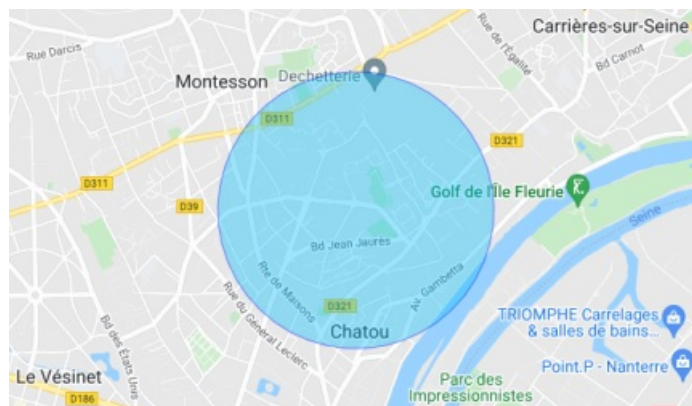 Carrières-sur-Seine
Rue Darcis
Rue de l'Égalité
Bd Carnot
Montesson
Dechetterie
D311
D321
D311
D39
Golf de l'Île Fleurie
Seine
Bd Jean Jaurès
Rte de Maisons
Av. Gambetta
D321
Rue du Général Leclerc
Chatou
Bd des États Unis
TRIOMPHE Carrelages
& salles de bains...
Point.P - Nanterre
Le Vésinet
D186
Parc des
Impressionnistes